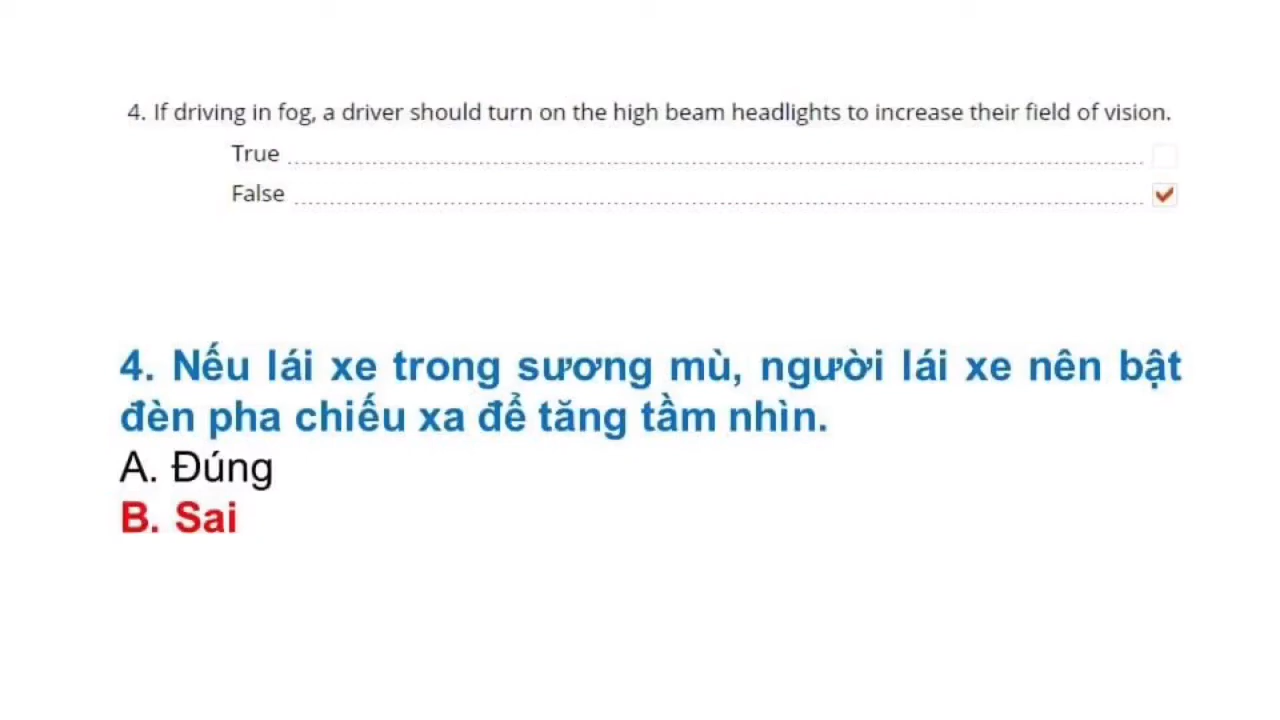 4. If driving in fog, a driver should turn on the high beam headlights to increase their field of vision.
True
False
4. Nếu lái xe trong sương mù, người lái xe nên bật
đèn pha chiếu xa để tăng tầm nhìn.
A. Đúng
B. Sai